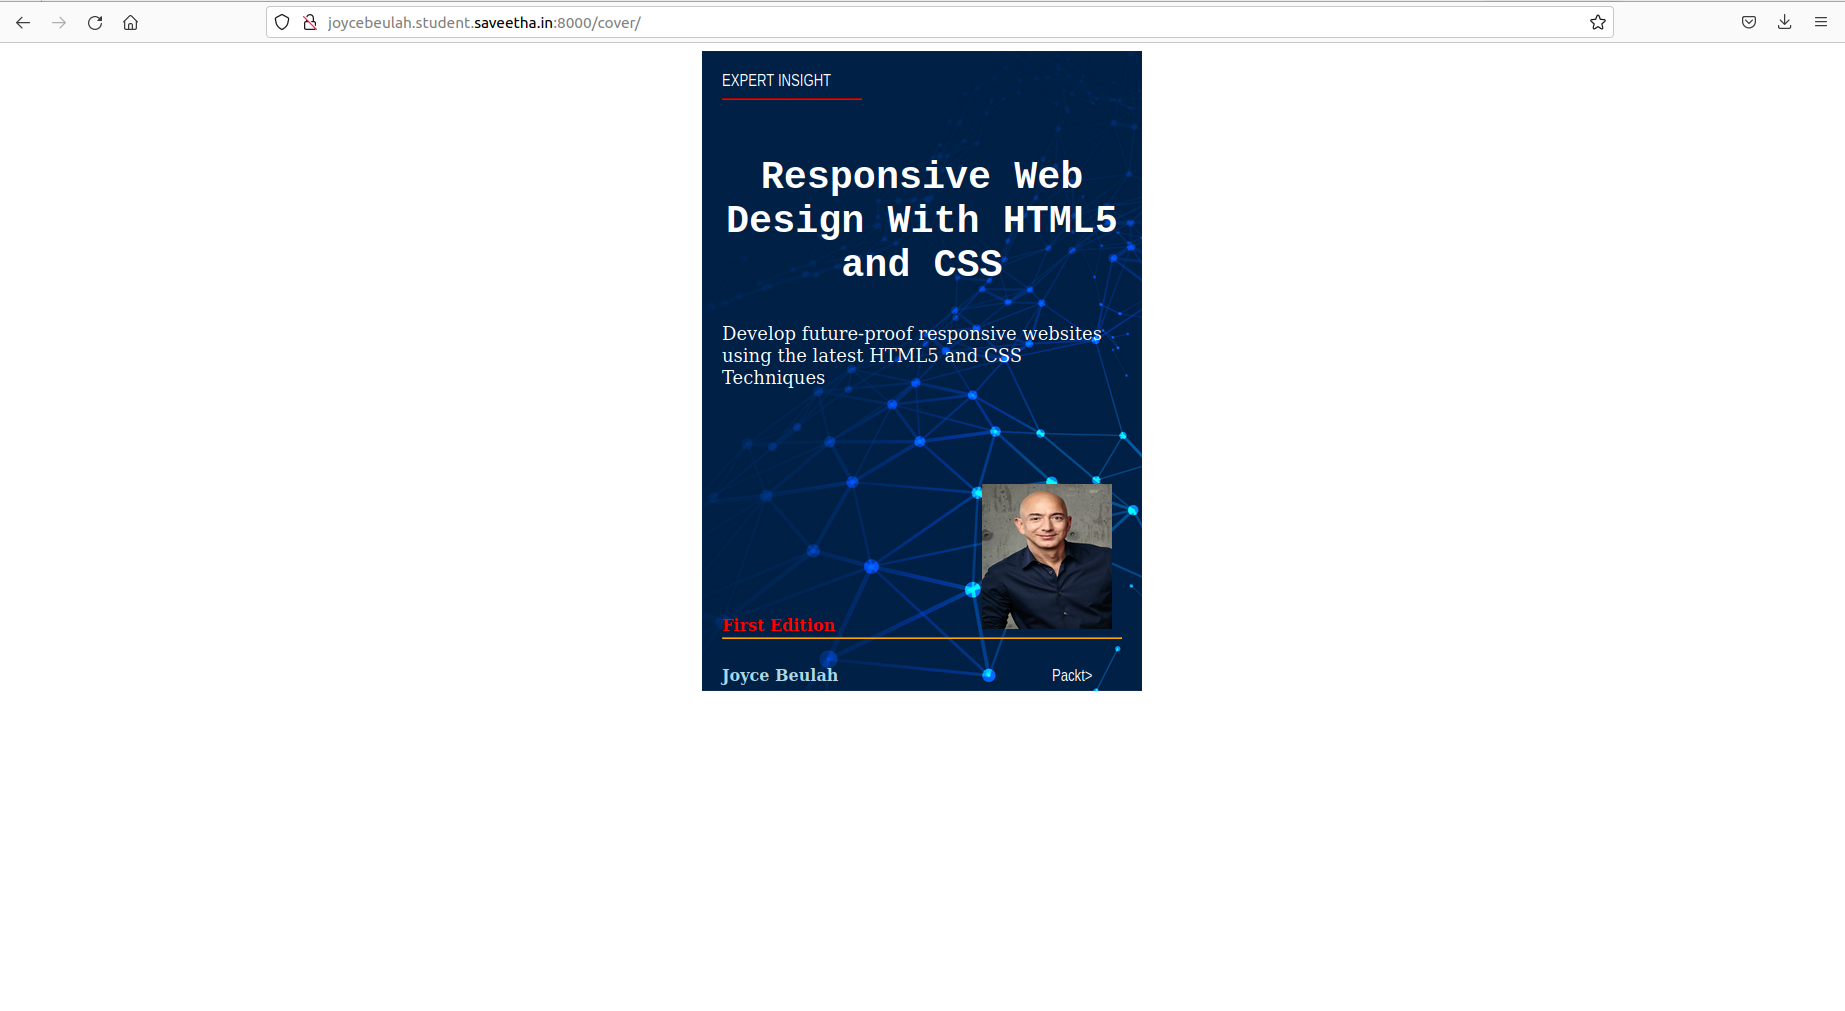 joycebeulah.student.saveetha.in:8000/cover/
EXPERT INSIGHT
Responsive Web
Design With HTML5
and CSS
Develop future-proof responsive websites
using the latest HTML5 and CSS
Techniques
First Edition
Joyce Beulah
Packt>